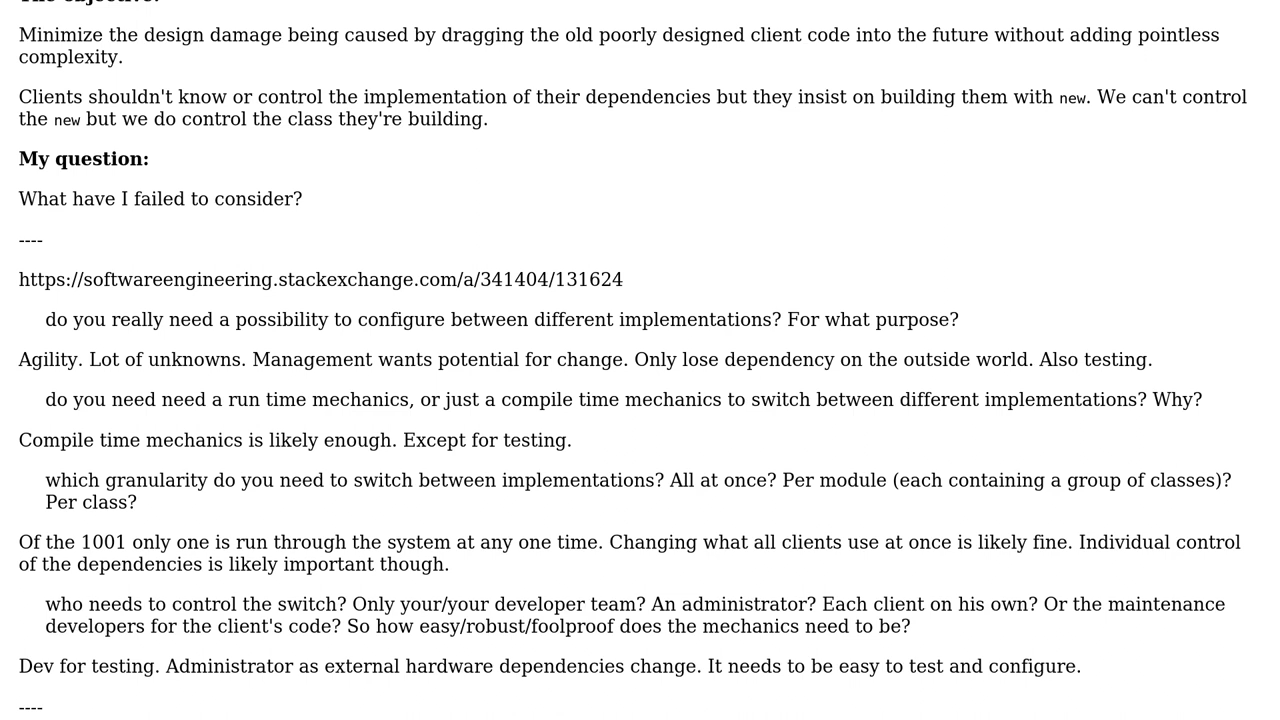 The objective:
Minimize the design damage being caused by dragging the old poorly designed client code into the future without adding pointless
complexity.
Clients shouldn't know or control the implementation of their dependencies but they insist on building them with new. We can't control
the new but we do control the class they're building.
My question:
What have I failed to consider?
----
https://softwareengineering.stackexchange.com/a/341404/131624
do you really need a possibility to configure between different implementations? For what purpose?
Agility. Lot of unknowns. Management wants potential for change. Only lose dependency on the outside world. Also testing.
do you need need a run time mechanics, or just a compile time mechanics to switch between different implementations? Why?
Compile time mechanics is likely enough. Except for testing.
which granularity do you need to switch between implementations? All at once? Per module (each containing a group of classes)?
Per class?
Of the 1001 only one is run through the system at any one time. Changing what all clients use at once is likely fine. Individual control
of the dependencies is likely important though.
who needs to control the switch? Only your/your developer team? An administrator? Each client on his own? Or the maintenance
developers for the client's code? So how easy/robust/foolproof does the mechanics need to be?
Dev for testing. Administrator as external hardware dependencies change. It needs to be easy to test and configure.
----